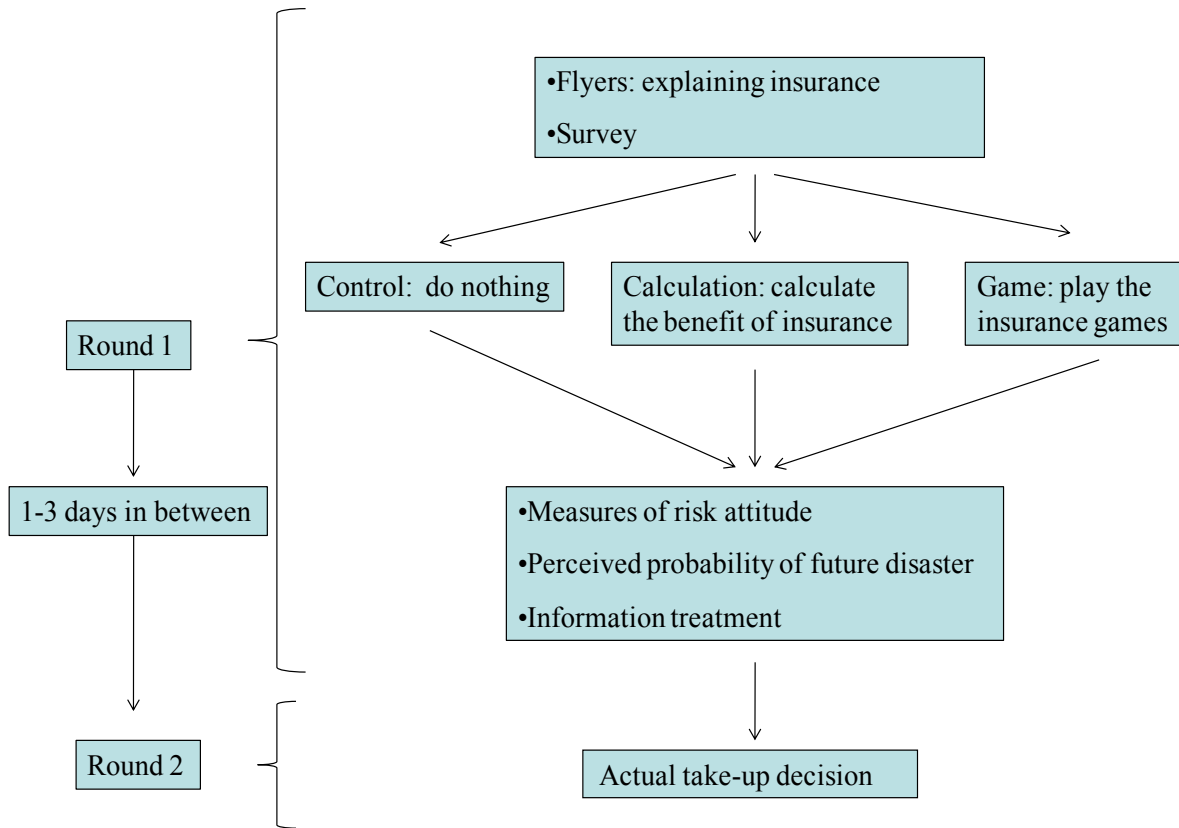 •Flyers: explaining insurance
•Survey
Control:  do nothing
Calculation: calculate
the benefit of insurance
Game: play the
insurance games
Round 1
1-3 days in between
•Measures of risk attitude
•Perceived probability of future disaster
•Information treatment
Round 2
Actual take-up decision